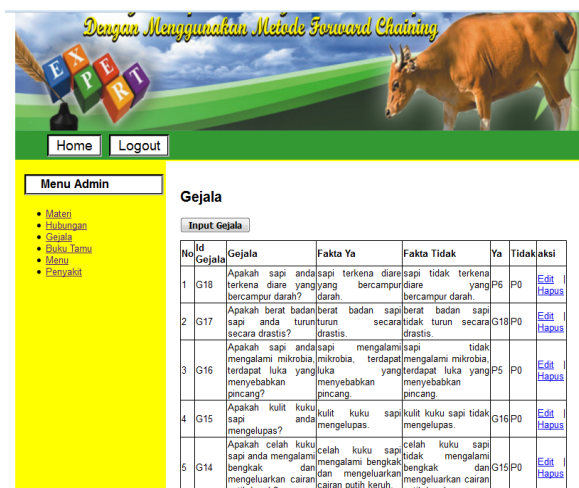 Dengan Menggunakan Metode Forward Chaining
E
X
P
E
R
T
Home Logout
Menu Admin
Materi
Hubungan
Gejala
Buku Tamu
Menu
Penyakit
Gejala
Input Gejala
No Id Gejala Gejala Fakta Ya Fakta Tidak Ya Tidak aksi
1 G18
Apakah sapi anda
terkena diare yang
bercampur darah?
sapi terkena diare
yang bercampur
darah.
sapi tidak terkena
diare yang
bercampur darah.
P6 P0
Edit |
Hapus
2 G17
Apakah berat badan
sapi anda turun
secara drastis?
berat badan sapi
turun secara
drastis.
berat badan sapi
tidak turun secara
drastis.
G18 P0
Edit |
Hapus
3 G16
Apakah sapi anda
mengalami mikrobia,
terdapat luka yang
menyebabkan
pincang?
sapi mengalami
mikrobia, terdapat
luka yang
menyebabkan
pincang.
sapi tidak
mengalami mikrobia,
terdapat luka yang
menyebabkan
pincang.
P5 P0
Edit |
Hapus
4 G15
Apakah kulit kuku
sapi anda
mengelupas?
kulit kuku sapi
mengelupas.
kulit kuku sapi tidak
mengelupas.
G16 P0
Edit |
Hapus
5 G14
Apakah celah kuku
sapi anda mengalami
bengkak dan
mengeluarkan cairan
celah kuku sapi
mengalami bengkak
dan mengeluarkan
cairan putih keruh.
celah kuku sapi
tidak mengalami
bengkak dan
mengeluarkan cairan
G15 P0
Edit |
Hapus